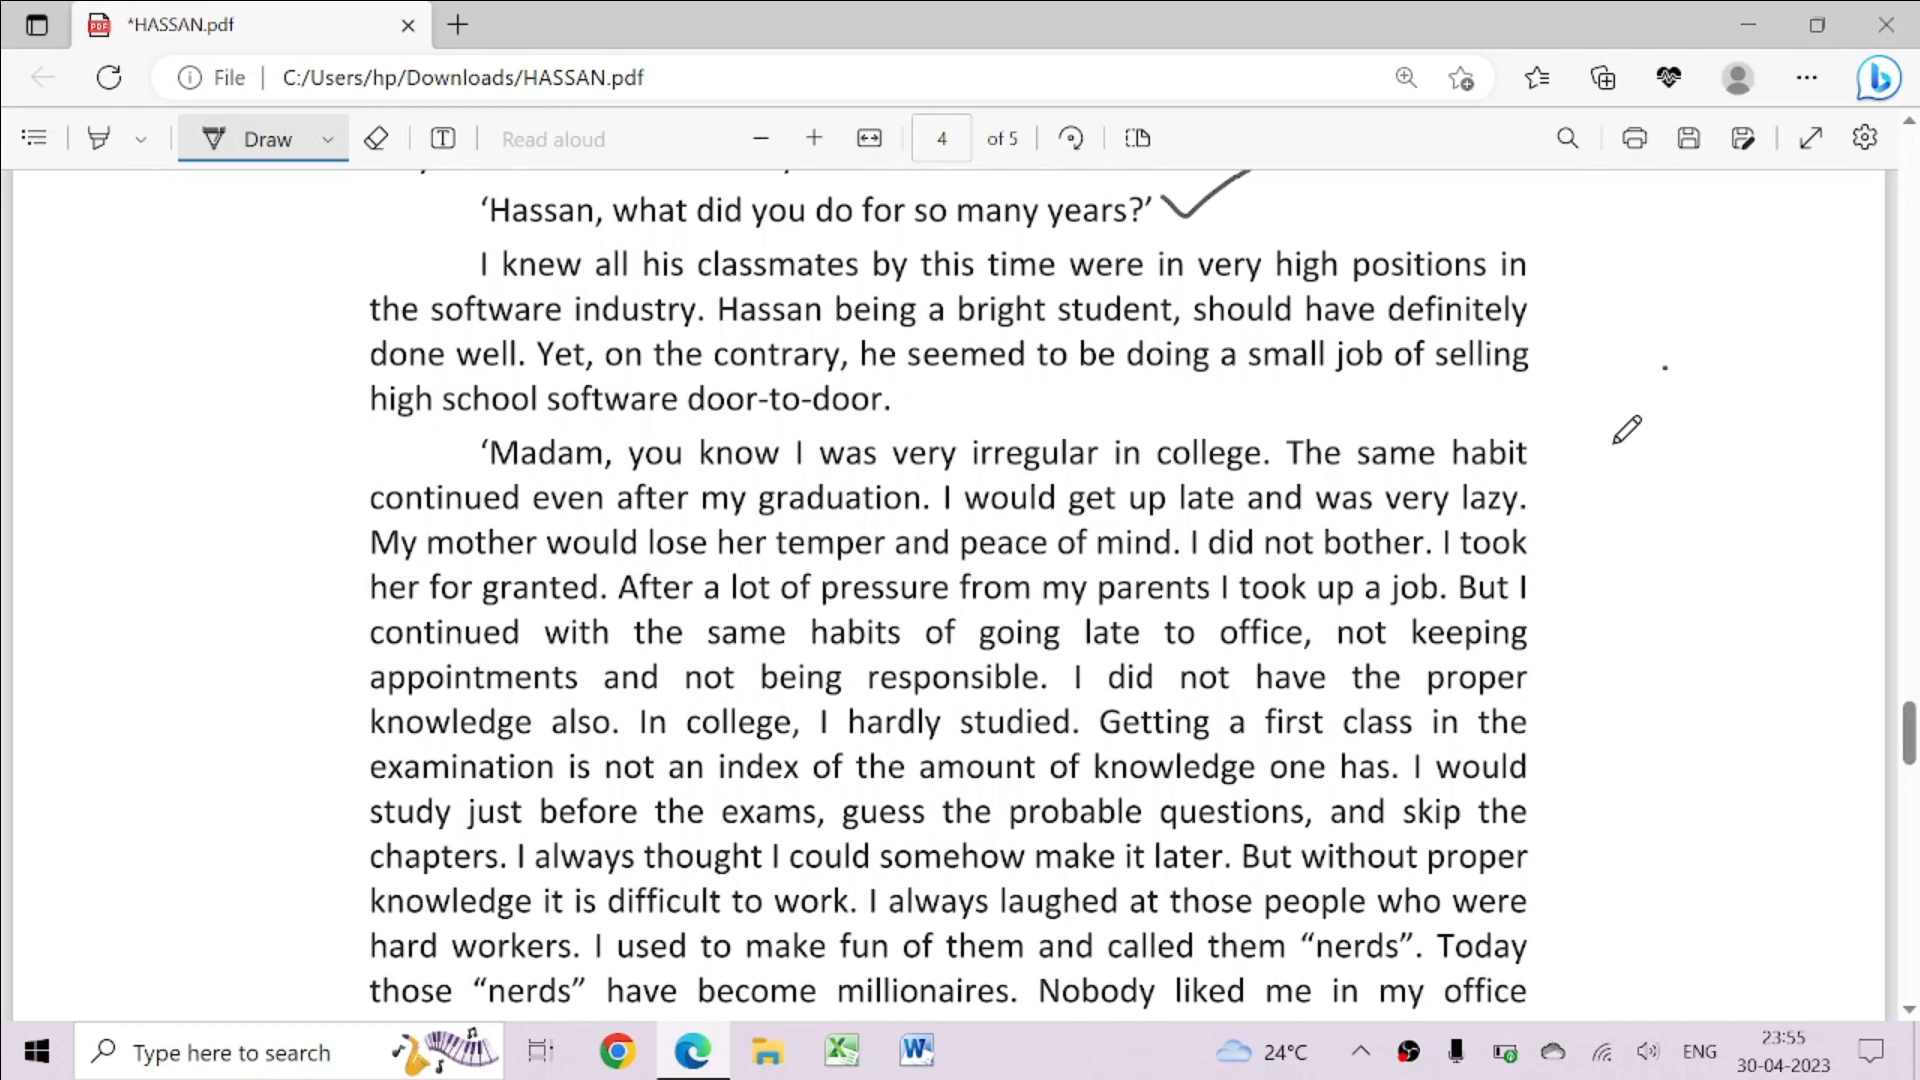 *HASSAN.pdf
File
C:/Users/hp/Downloads/HASSAN.pdf
Draw
Read aloud
4
of 5
‘Hassan, what did you do for so many years?’
I knew all his classmates by this time were in very high positions in
the software industry. Hassan being a bright student, should have definitely
done well. Yet, on the contrary, he seemed to be doing a small job of selling
high school software door-to-door.
‘Madam, you know I was very irregular in college. The same habit
continued even after my graduation. I would get up late and was very lazy.
My mother would lose her temper and peace of mind. I did not bother. I took
her for granted. After a lot of pressure from my parents I took up a job. But I
continued with the same habits of going late to office, not keeping
appointments and not being responsible. I did not have the proper
knowledge also. In college, I hardly studied. Getting a first class in the
examination is not an index of the amount of knowledge one has. I would
study just before the exams, guess the probable questions, and skip the
chapters. I always thought I could somehow make it later. But without proper
knowledge it is difficult to work. I always laughed at those people who were
hard workers. I used to make fun of them and called them “nerds”. Today
those “nerds” have become millionaires. Nobody liked me in my office
Type here to search
24°C
ENG
23:55
30-04-2023